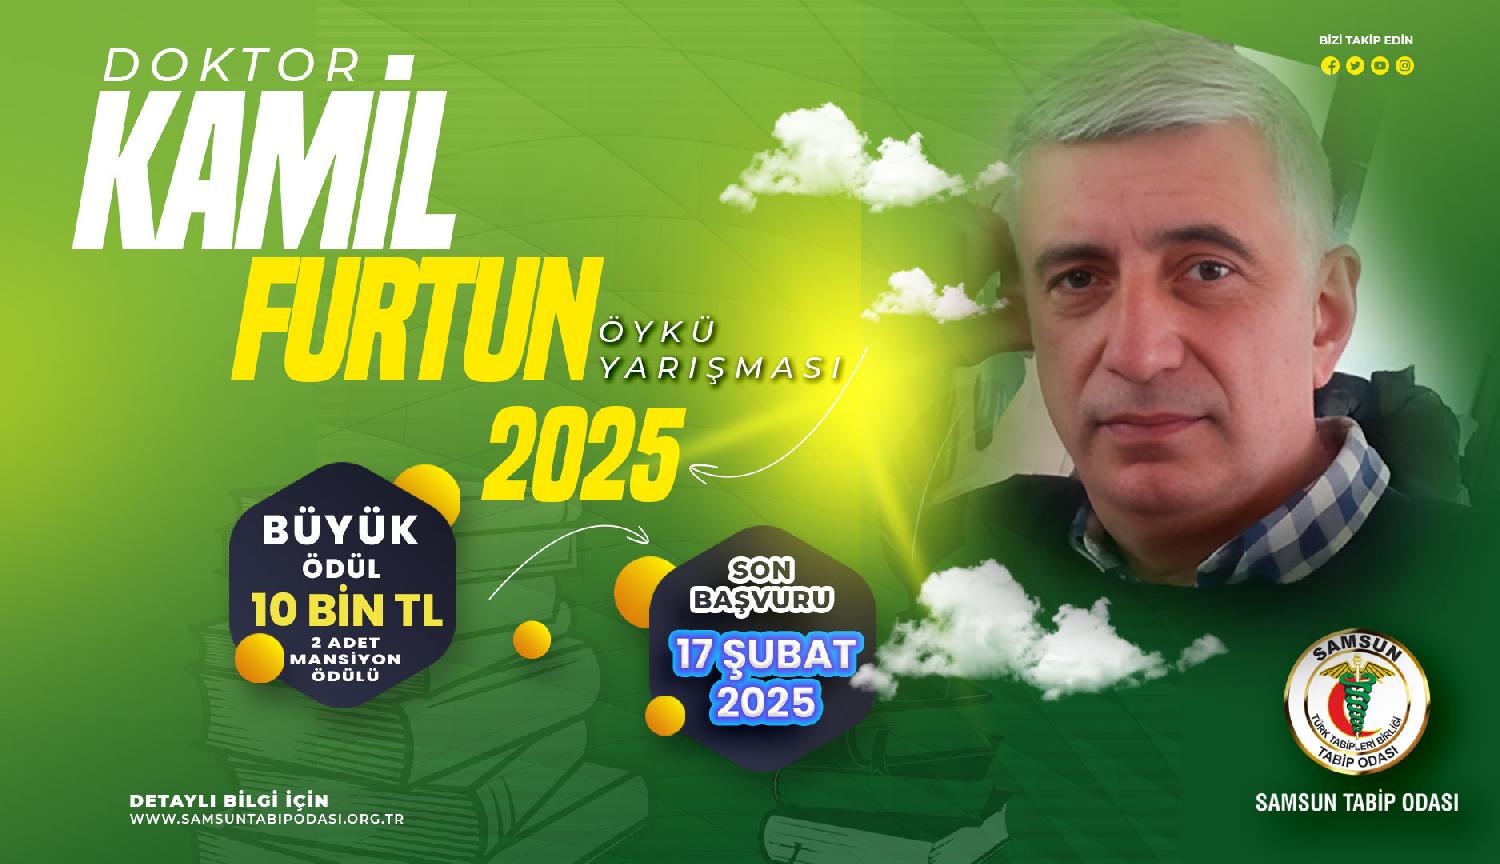 DOKTOR
KAMİL
FURTUN
ÖYKÜ
YARIŞMASI
2025
BÜYÜK
ÖDÜL
10 BİN TL
2 ADET
MANSİYON
ÖDÜLÜ
SON
BAŞVURU
17 ŞUBAT
2025
DETAYLI BİLGİ İÇİN
WWW.SAMSUNTABIPODASI.ORG.TR
BİZİ TAKİP EDİN
SAMSUN
TÜRK TABİPLERİ BİRLİĞİ
TABİP ODASI
SAMSUN TABİP ODASI